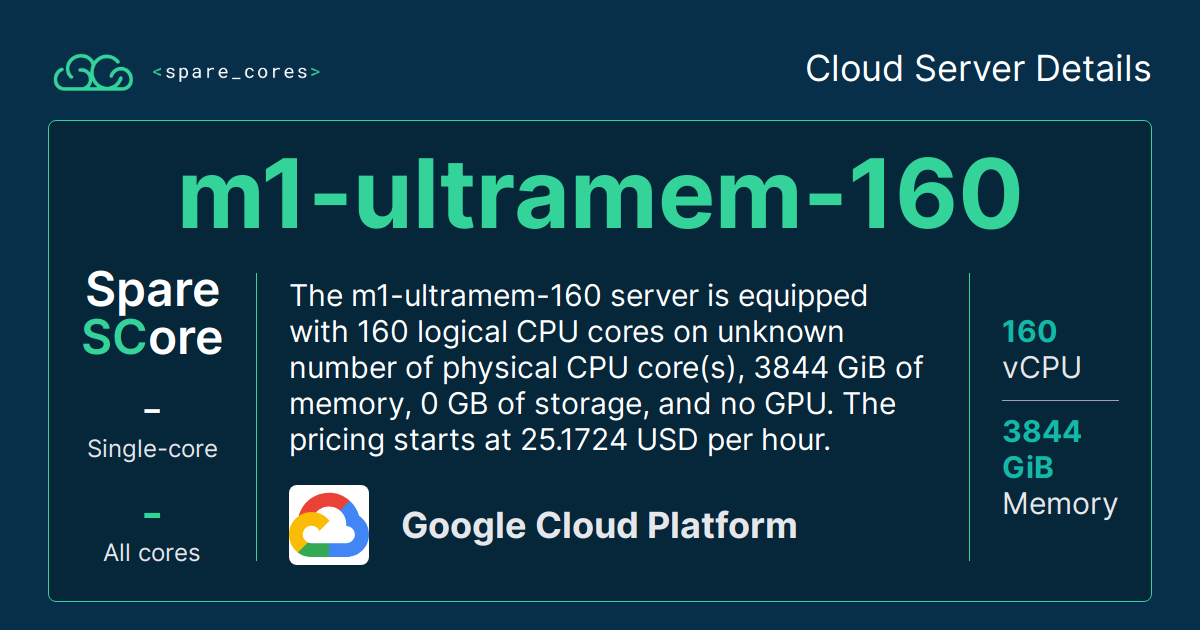 <spare_cores>
Cloud Server Details
m1-ultramem-160
Spare
SCore
-
Single-core
-
All cores
The m1-ultramem-160 server is equipped
with 160 logical CPU cores on unknown
number of physical CPU core(s), 3844 GiB of
memory, 0 GB of storage, and no GPU. The
pricing starts at 25.1724 USD per hour.
Google Cloud Platform
160
vCPU
3844
GiB
Memory